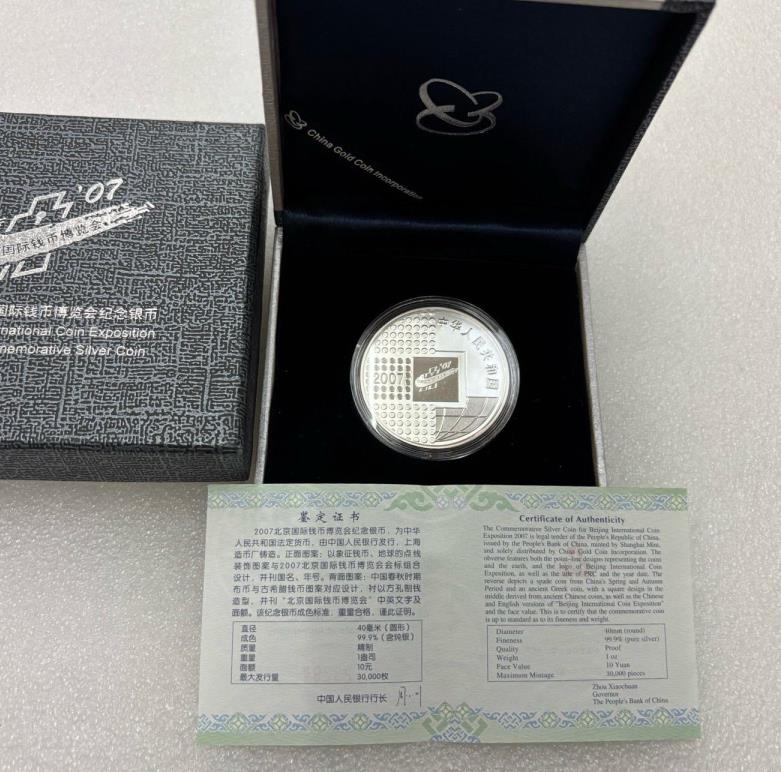 China Gold Coin Incorporation
'07
国际钱币博览会
国际钱币博览会纪念银币
national Coin Exposition
memorative Silver Coin
中华人民共和国
'07
2007
鉴定证书
2007北京国际钱币博览会纪念银币，为中华
人民共和国法定货币，由中国人民银行发行，上海
造币厂铸造。正面图案：以象征钱币、地球的点线
装饰图案与2007北京国际钱币博览会会标组合
设计，并刊国名、年号。背面图案：中国春秋时期
布币与古希腊钱币图案对应设计，衬以方孔制钱
造型，并刊“北京国际钱币博览会”中英文字及
面额。该纪念银币成色标准，重量合格，谨此证明。
直径 40毫米（圆形）
成色 99.9%（含纯银）
质量 精制
重量 1盎司
面额 10元
最大发行量 30,000枚
中国人民银行行长
Certificate of Authenticity
The Commemorative Silver Coin for Beijing International Coin
Exposition 2007 is legal tender of the People's Republic of China,
issued by the People's Bank of China, minted by Shanghai Mint,
and solely distributed by China Gold Coin Incorporation. The
obverse features both the point-line designs representing the coins
and the earth, and the logo of Beijing International Coin
Exposition, as well as the title of PRC and the year date. The
reverse depicts a spade coin from China's Spring and Autumn
Period and an ancient Greek coin, with a square design in the
middle derived from ancient Chinese coins, as well as the Chinese
and English versions of "Beijing International Coin Exposition"
and the face value. This is to certify that the commemorative coin
is up to standard as to its fineness and weight.
Diameter 40mm (round)
Fineness 99.9% (pure silver)
Quality Proof
Weight 1 oz
Face Value 10 Yuan
Maximum Mintage 30,000 pieces
Zhou Xiaochuan
Governor
The People's Bank of China